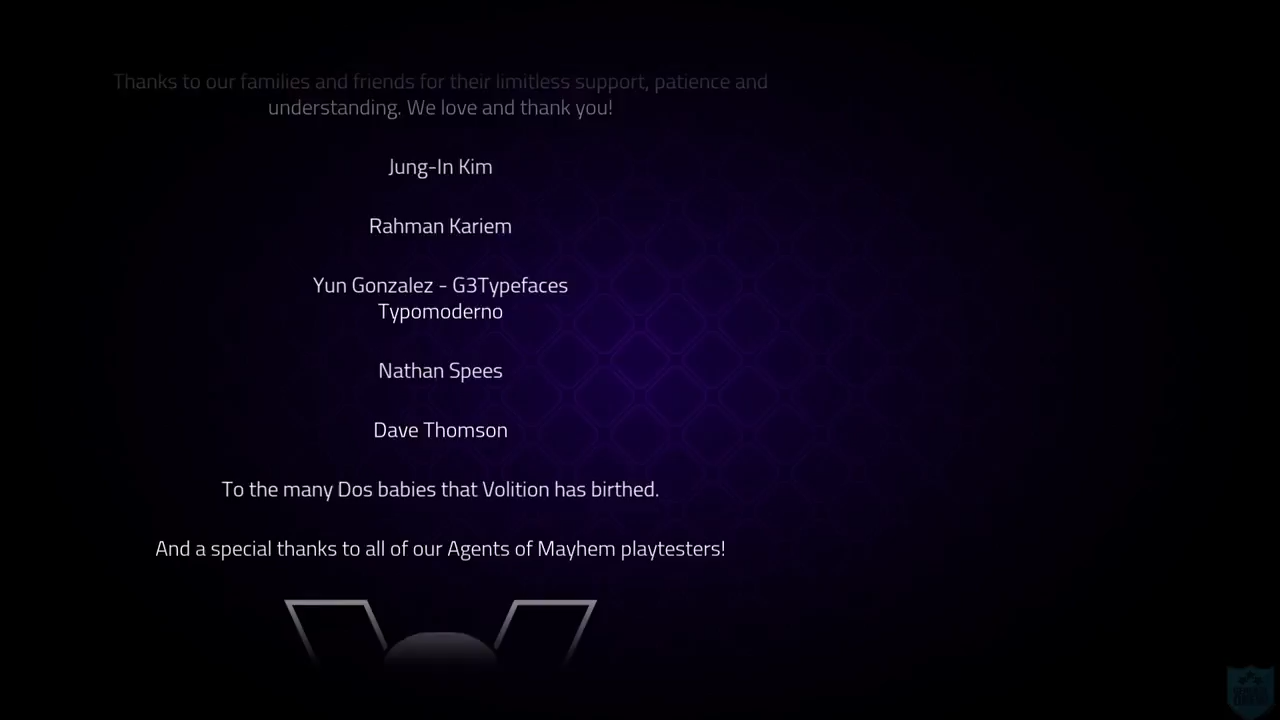 Thanks to our families and friends for their limitless support, patience and
understanding. We love and thank you!
Jung-In Kim
Rahman Kariem
Yun Gonzalez - G3Typefaces
Typomoderno
Nathan Spees
Dave Thomson
To the many Dos babies that Volition has birthed.
And a special thanks to all of our Agents of Mayhem playtesters!